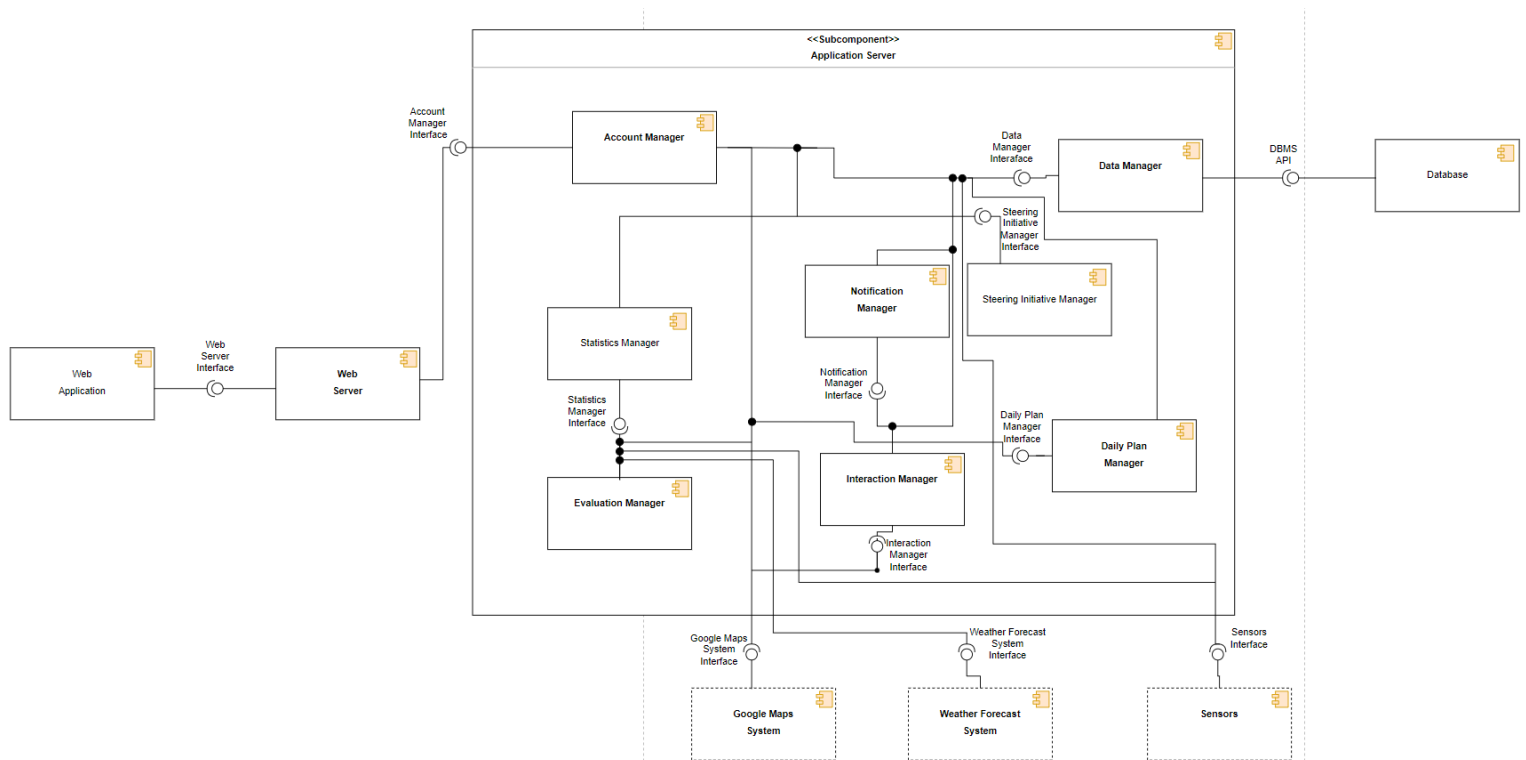 <<Subcomponent>>
Application Server
Account
Manager
Interface
Account Manager
Data
Manager
Interaface
Data Manager
DBMS
API
Database
Steering
Initiative
Manager
Interface
Notification
Manager
Steering Initiative Manager
Statistics Manager
Web
Application
Web
Server
Interface
Web
Server
Notification
Manager
Interface
Statistics
Manager
Interface
Daily Plan
Manager
Interface
Daily Plan
Manager
Interaction Manager
Evaluation Manager
Interaction
Manager
Interface
Google Maps
System
Interface
Weather Forecast
System
Interface
Sensors
Interface
Google Maps
System
Weather Forecast
System
Sensors